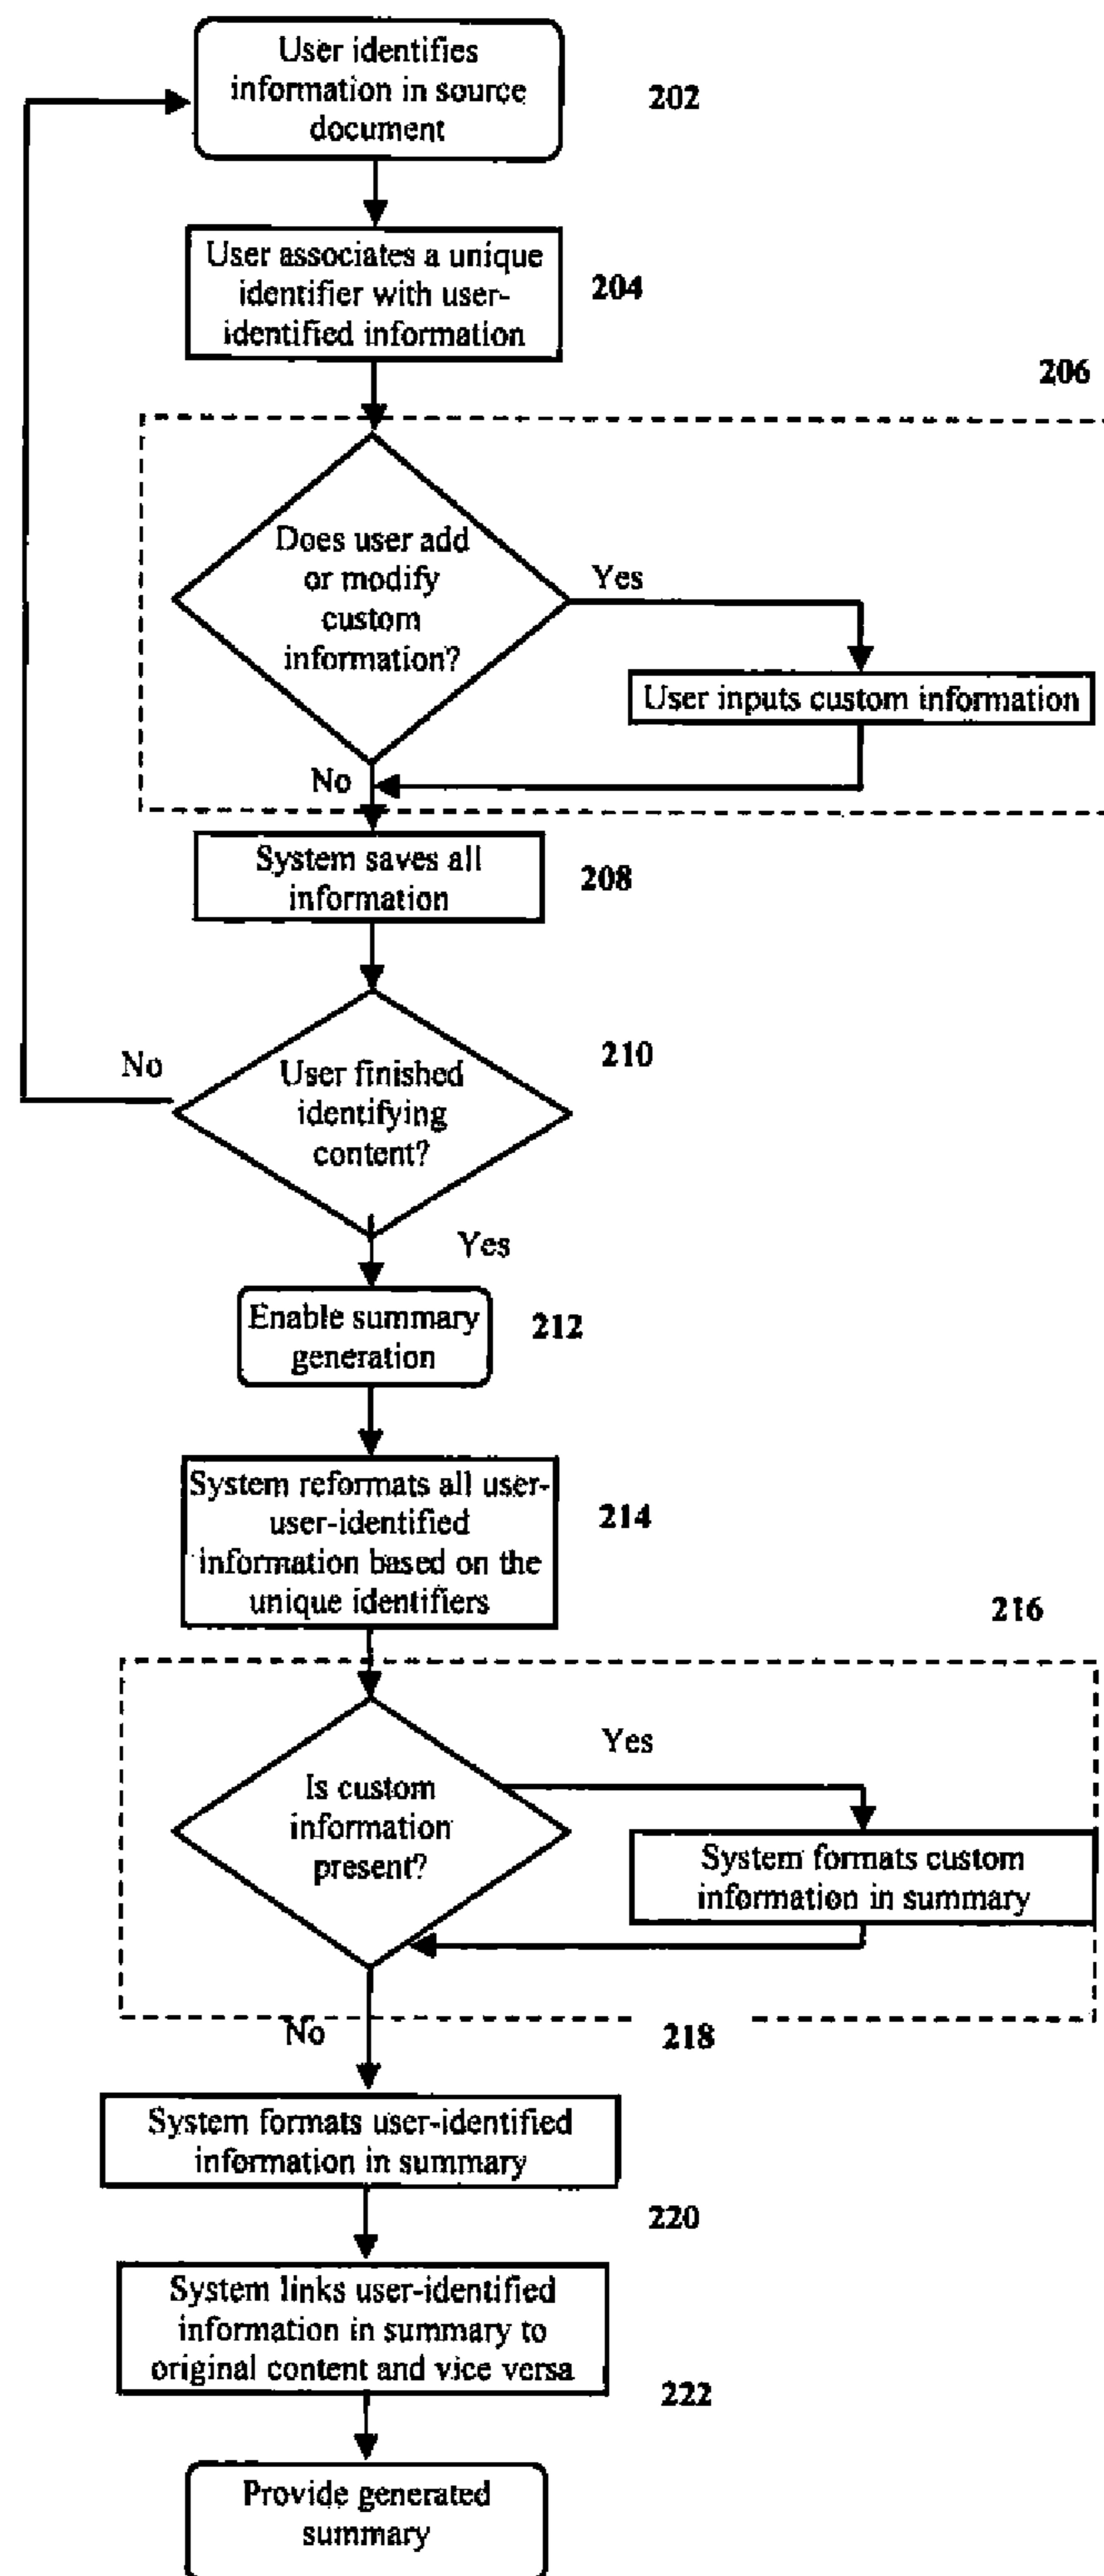 User identifies
information in source
document
202
User associates a unique
identifier with user-
identified information
204
206
Does user add
or modify
custom
information?
Yes
User inputs custom information
No
System saves all
information
208
No
User finished
identifying
content?
210
Yes
Enable summary
generation
212
System reformats all user-
user-identified
information based on the
unique identifiers
214
216
Is custom
information
present?
Yes
System formats custom
information in summary
No
218
System formats user-identified
information in summary
220
System links user-identified
information in summary to
original content and vice versa
222
Provide generated
summary